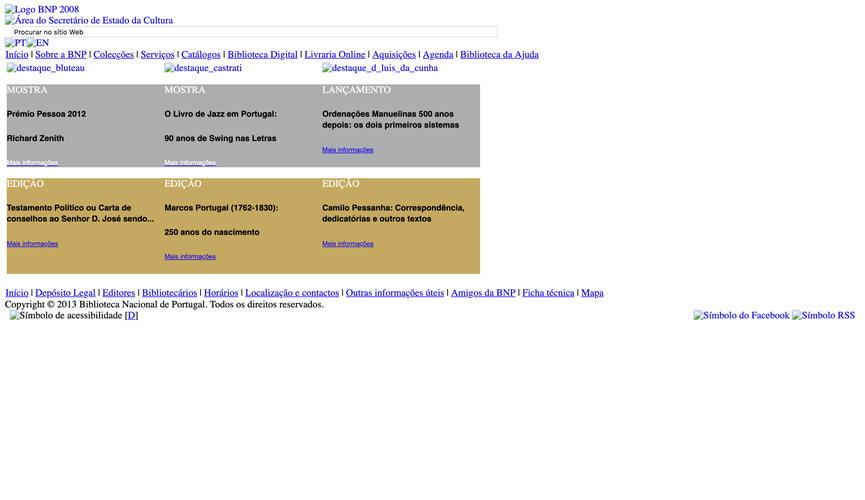 Logo BNP 2008
Área do Secretário de Estado da Cultura
Procurar no sítio Web
PT EN
Início | Sobre a BNP | Colecções | Serviços | Catálogos | Biblioteca Digital | Livraria Online | Aquisições | Agenda | Biblioteca da Ajuda
destaque_bluteau
destaque_castrati
destaque_d_luis_da_cunha
MOSTRA
Prémio Pessoa 2012
Richard Zenith
Mais informações
MOSTRA
O Livro de Jazz em Portugal:
90 anos de Swing nas Letras
Mais informações
LANÇAMENTO
Ordenações Manuelinas 500 anos
depois: os dois primeiros sistemas
Mais informações
EDIÇÃO
Testamento Político ou Carta de
conselhos ao Senhor D. José sendo...
Mais informações
EDIÇÃO
Marcos Portugal (1762-1830):
250 anos do nascimento
Mais informações
EDIÇÃO
Camilo Pessanha: Correspondência,
dedicatórias e outros textos
Mais informações
Início | Depósito Legal | Editores | Bibliotecários | Horários | Localização e contactos | Outras informações úteis | Amigos da BNP | Ficha técnica | Mapa
Copyright © 2013 Biblioteca Nacional de Portugal. Todos os direitos reservados.
Símbolo de acessibilidade [D]
Símbolo do Facebook Símbolo RSS